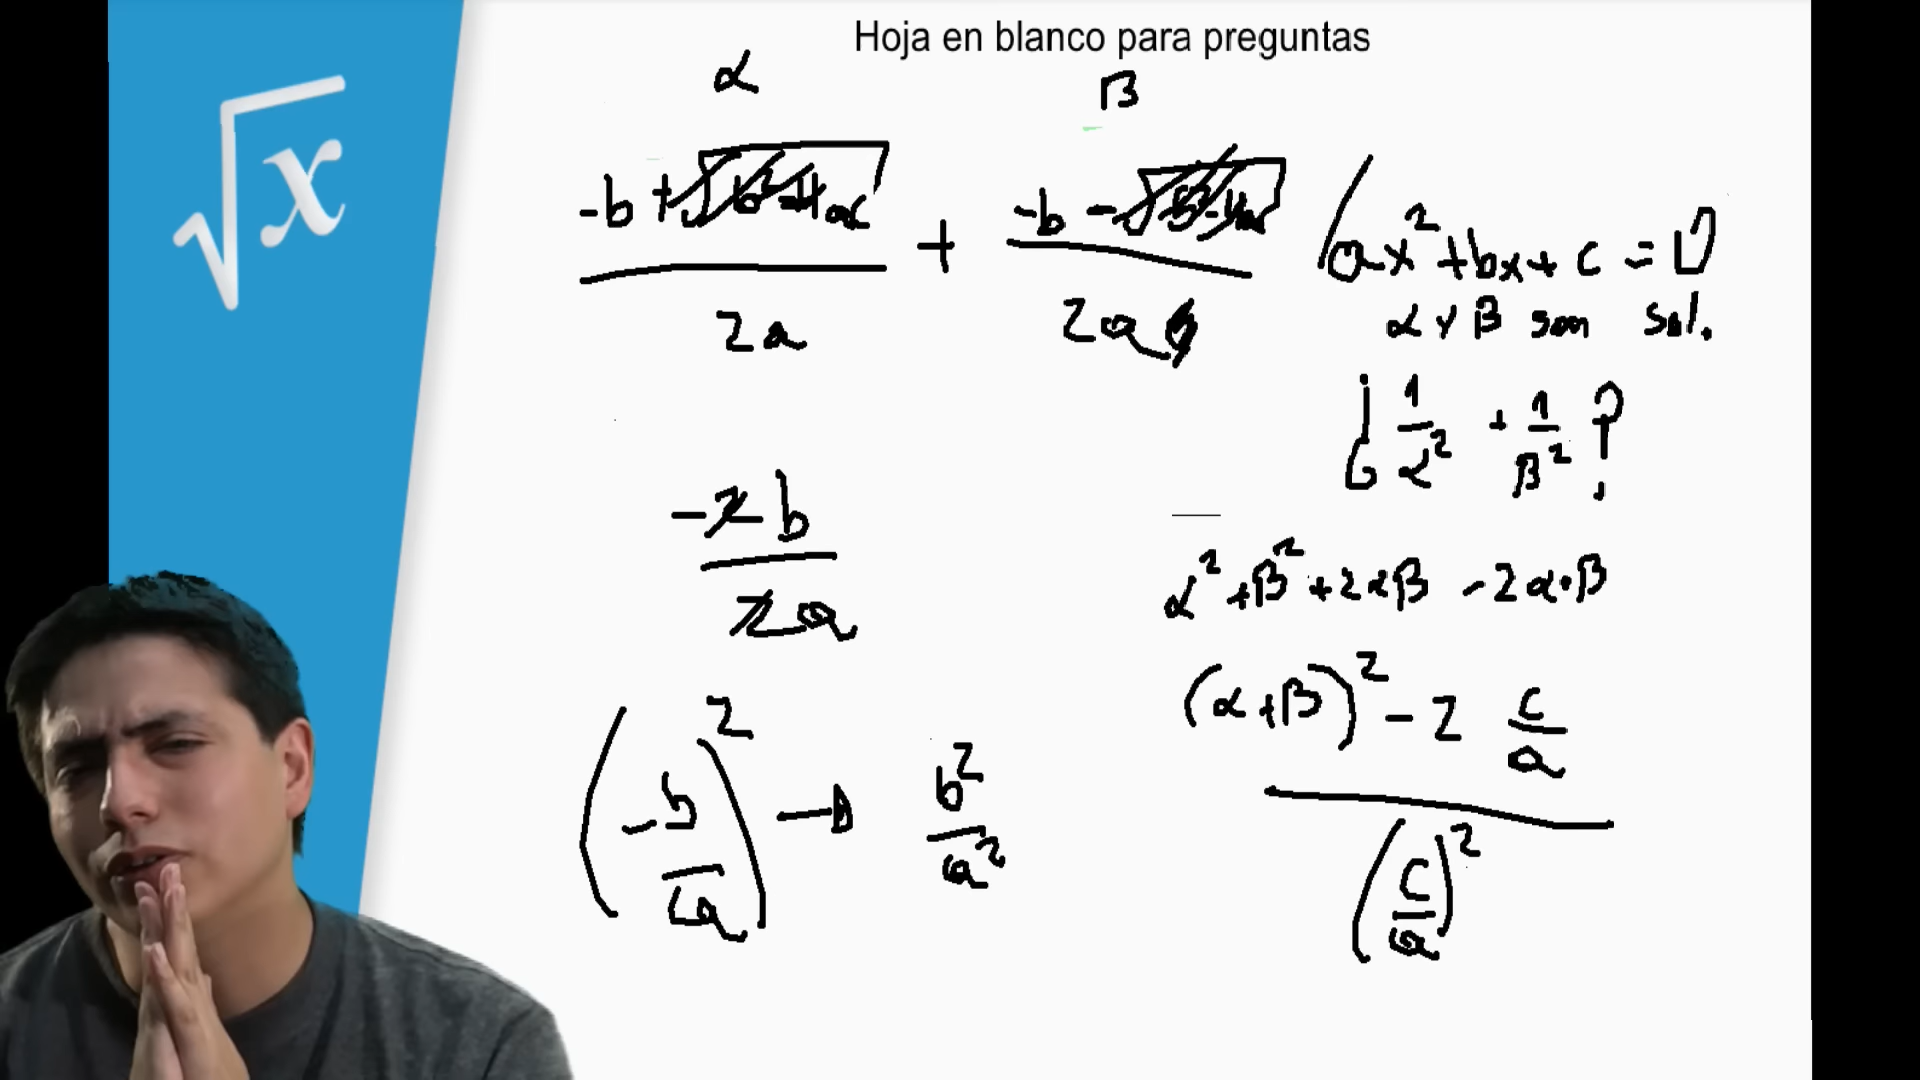 Hoja en blanco para preguntas
√x
α β
(-b + √(b² - 4ac))/2a + (-b - √(b² - 4ac))/2a
ax² + bx + c = 0
α y β son sol.
¿ 1/α² + 1/β² ?
-2b/2a
α² + β² + 2αβ - 2α·β
((α + β)² - 2 c/a)/(c/a)²
(-b/a)² → b²/a²